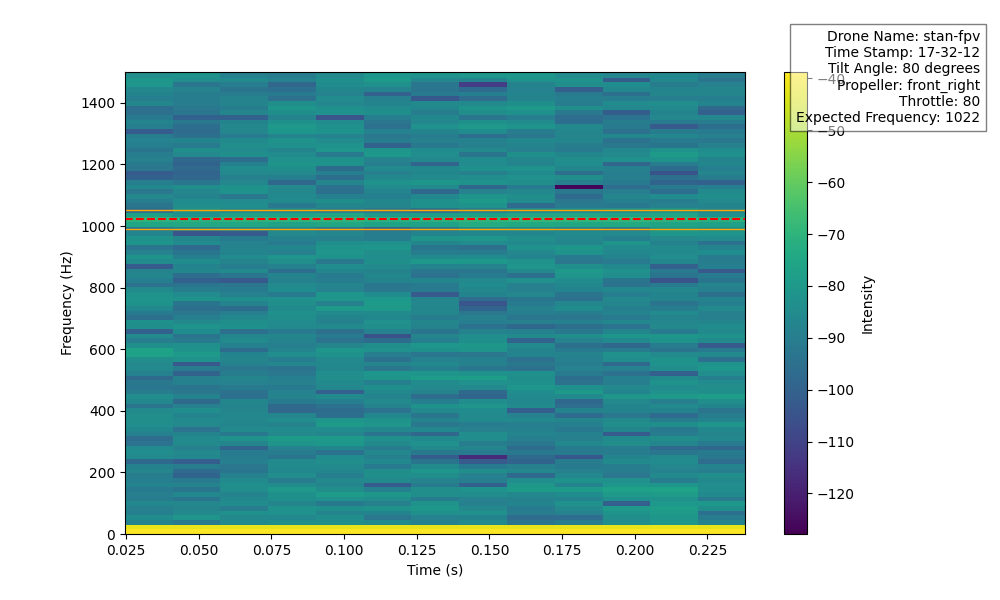 Drone Name: stan-fpv
Time Stamp: 17-32-12
Tilt Angle: 80 degrees
Propeller: front_right
Throttle: 80
Expected Frequency: 1022
1400
1200
1000
800
600
400
200
0
Frequency (Hz)
0.025
0.050
0.075
0.100
0.125
0.150
0.175
0.200
0.225
Time (s)
−40
−50
−60
−70
−80
−90
−100
−110
−120
Intensity